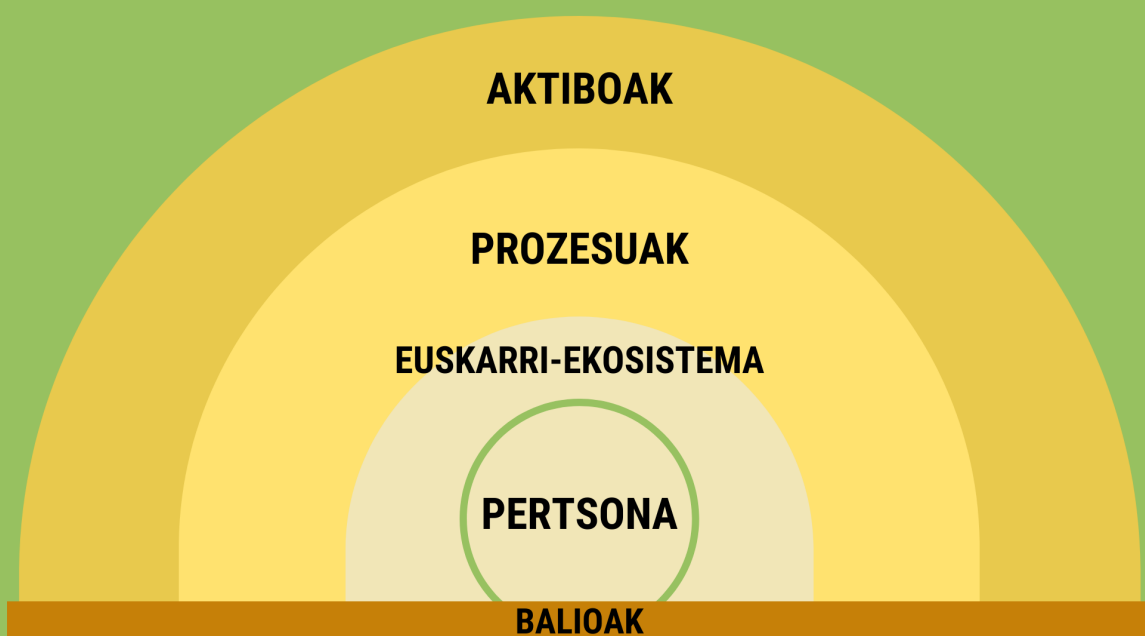 AKTIBOAK
PROZESUAK
EUSKARRI-EKOSISTEMA
PERTSONA
BALIOAK